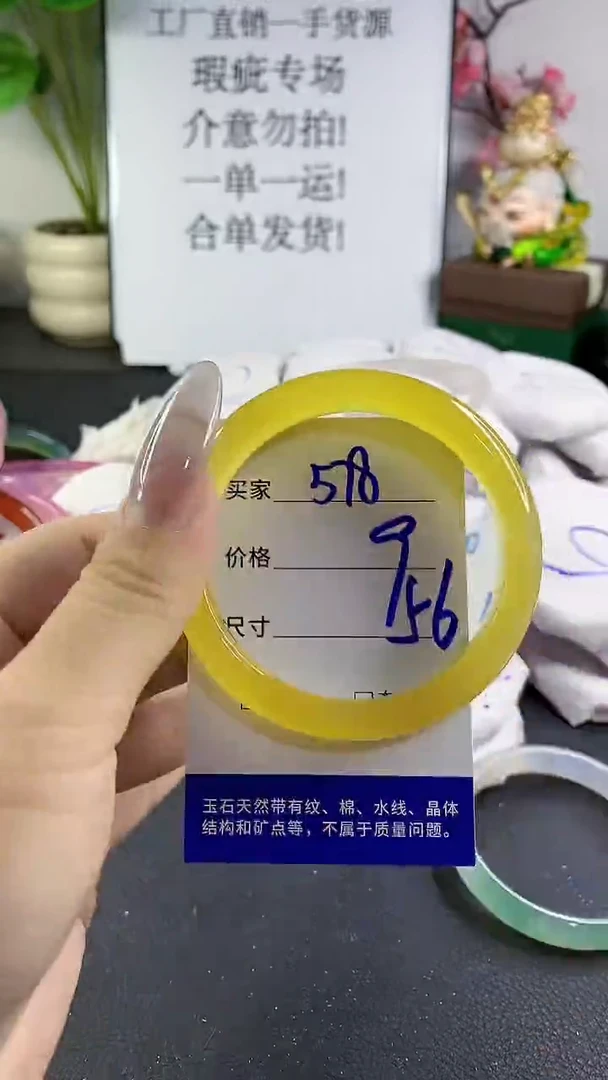 工厂直销一手货源
瑕疵专场
介意勿拍!
一单一运!
合单发货!
买家 578
价格 9
尺寸 56
玉石天然带有纹、棉、水线、晶体
结构和矿点等，不属于质量问题。